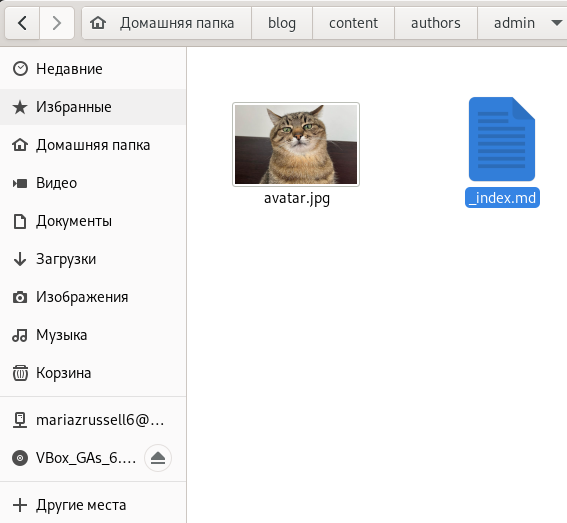 Домашняя папка blog content authors admin
Недавние
Избранные
Домашняя папка
Видео
Документы
Загрузки
Изображения
Музыка
Корзина
mariazrussell6@...
VBox_GAs_6....
Другие места
avatar.jpg
_index.md